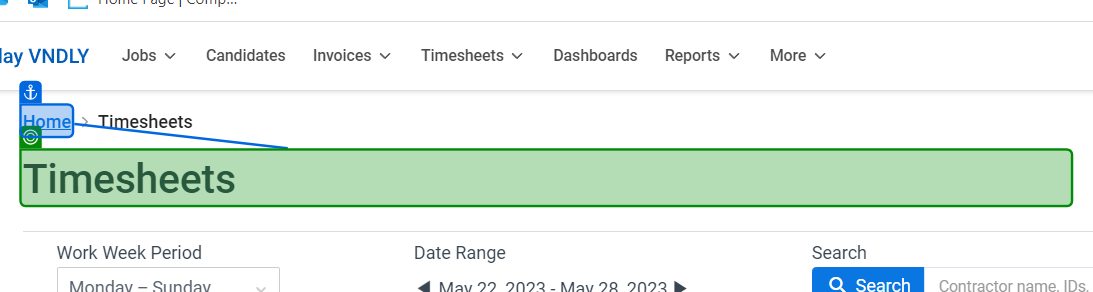 Home Page | Comp...
lay VNDLY Jobs Candidates Invoices Timesheets Dashboards Reports More
Home > Timesheets
Timesheets
Work Week Period Date Range Search
Monday – Sunday ◀ May 22, 2023 - May 28, 2023 ▶ Search Contractor name, IDs,